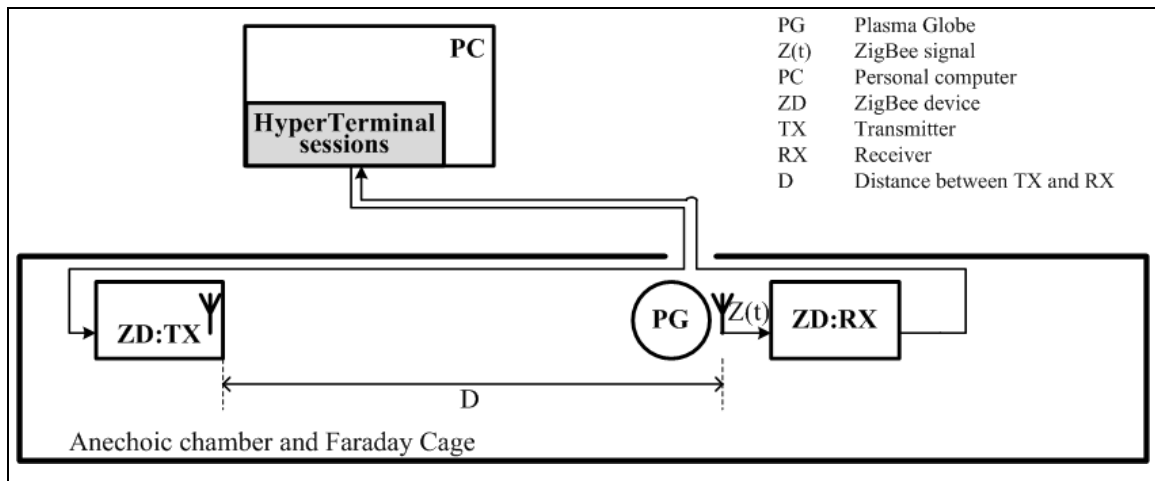 PC
HyperTerminal
sessions
PG Plasma Globe
Z(t) ZigBee signal
PC Personal computer
ZD ZigBee device
TX Transmitter
RX Receiver
D Distance between TX and RX
ZD:TX
PG
Z(t)
ZD:RX
D
Anechoic chamber and Faraday Cage